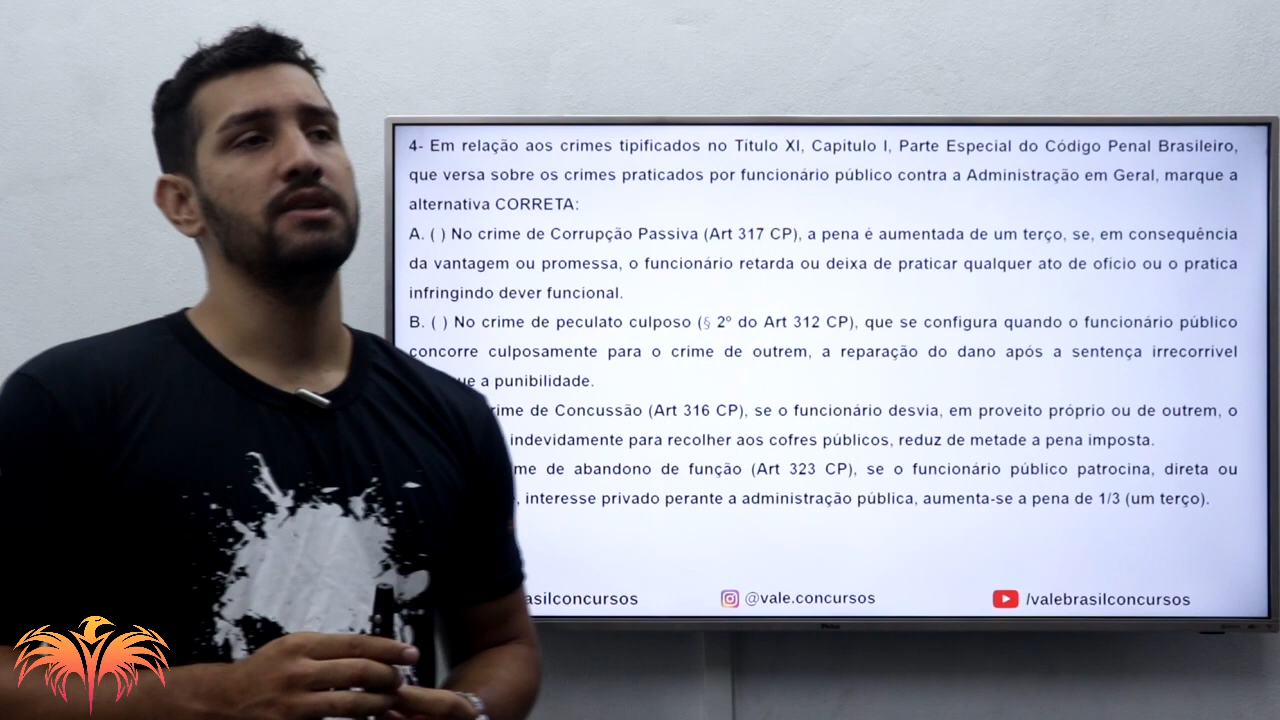 4- Em relação aos crimes tipificados no Título XI, Capítulo I, Parte Especial do Código Penal Brasileiro,
que versa sobre os crimes praticados por funcionário público contra a Administração em Geral, marque a
alternativa CORRETA:
A. ( ) No crime de Corrupção Passiva (Art 317 CP), a pena é aumentada de um terço, se, em consequência
da vantagem ou promessa, o funcionário retarda ou deixa de praticar qualquer ato de ofício ou o pratica
infringindo dever funcional.
B. ( ) No crime de peculato culposo (§ 2º do Art 312 CP), que se configura quando o funcionário público
concorre culposamente para o crime de outrem, a reparação do dano após a sentença irrecorrível
ue a punibilidade.
rime de Concussão (Art 316 CP), se o funcionário desvia, em proveito próprio ou de outrem, o
indevidamente para recolher aos cofres públicos, reduz de metade a pena imposta.
me de abandono de função (Art 323 CP), se o funcionário público patrocina, direta ou
, interesse privado perante a administração pública, aumenta-se a pena de 1/3 (um terço).
asilconcursos @vale.concursos /valebrasilconcursos